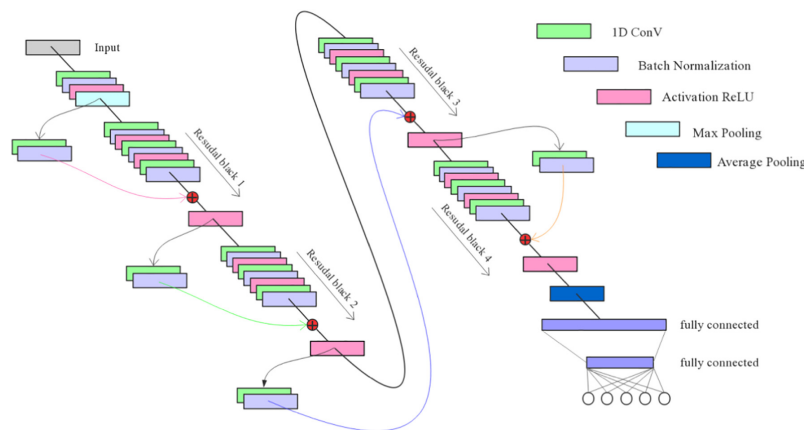 Input
Resudal black 1
Resudal black 2
Resudal black 3
Resudal black 4
1D ConV
Batch Normalization
Activation ReLU
Max Pooling
Average Pooling
fully connected
fully connected